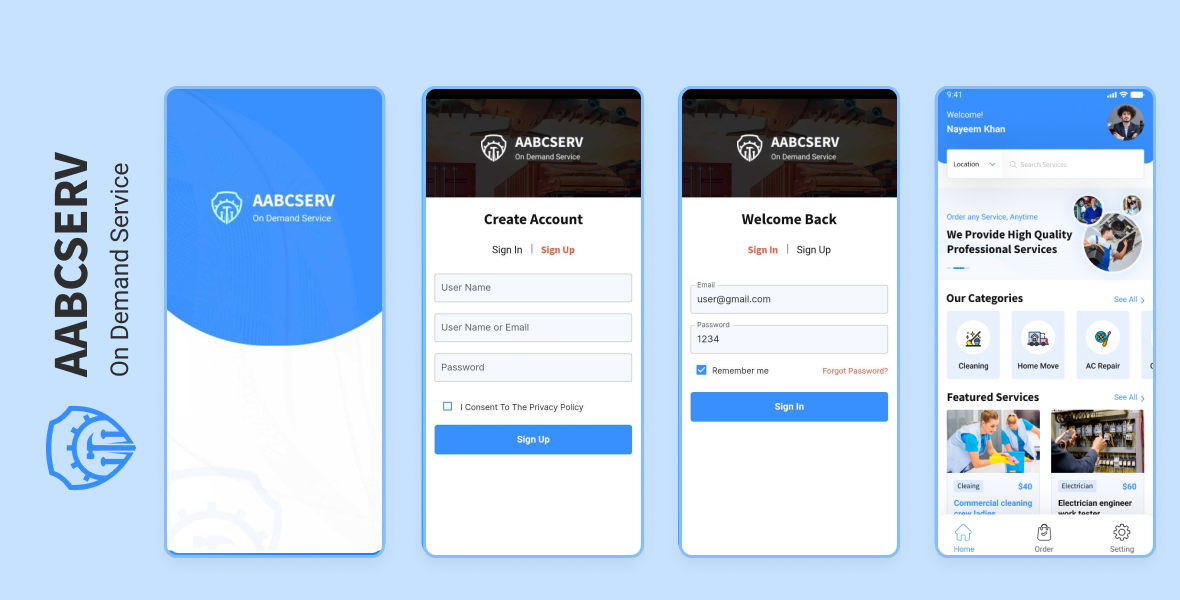 AABCSERV
On Demand Service
AABCSERV
On Demand Service
AABCSERV
On Demand Service
Create Account
Sign In | Sign Up
User Name
User Name or Email
Password
I Consent To The Privacy Policy
Sign Up
AABCSERV
On Demand Service
Welcome Back
Sign In | Sign Up
Email
user@gmail.com
Password
1234
Remember me Forgot Password?
Sign In
9:41
Welcome!
Nayeem Khan
Location Search Services
Order any Service, Anytime
We Provide High Quality
Professional Services
Our Categories See All
Cleaning Home Move AC Repair
Featured Services See All
Cleaing $40 Electrician $60
Commercial cleaning Electrician engineer
crew ladies work tester
Home Order Setting